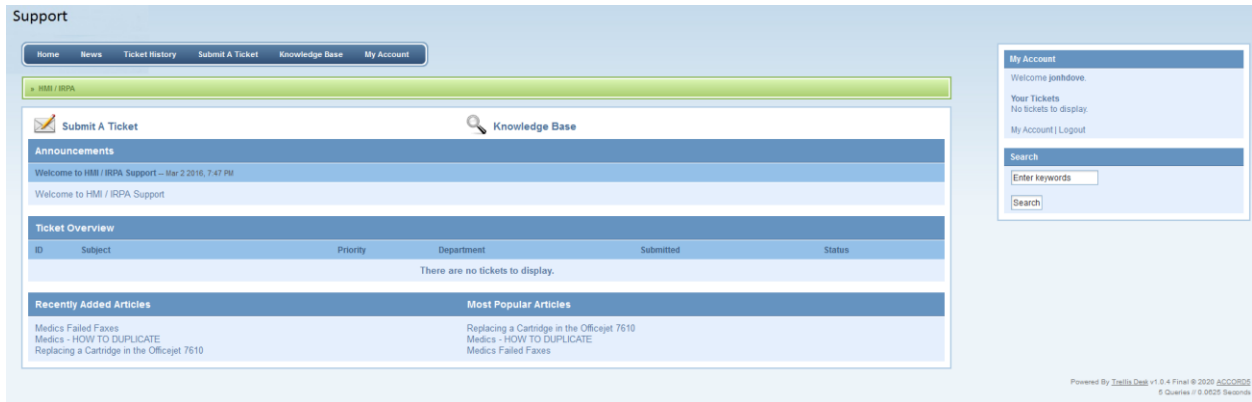 Support
Home News Ticket History Submit A Ticket Knowledge Base My Account
» HMI / IRPA
Submit A Ticket Knowledge Base
Announcements
Welcome to HMI / IRPA Support -- Mar 2 2016, 7:47 PM
Welcome to HMI / IRPA Support
Ticket Overview
ID Subject Priority Department Submitted Status
There are no tickets to display.
Recently Added Articles Most Popular Articles
Medics Failed Faxes Replacing a Cartridge in the Officejet 7610
Medics - HOW TO DUPLICATE Medics - HOW TO DUPLICATE
Replacing a Cartridge in the Officejet 7610 Medics Failed Faxes
My Account
Welcome jonhdove.
Your Tickets
No tickets to display.
My Account | Logout
Search
Enter keywords
Search
Powered By Trellis Desk v1.0.4 Final © 2020 ACCORD5
5 Queries // 0.0625 Seconds